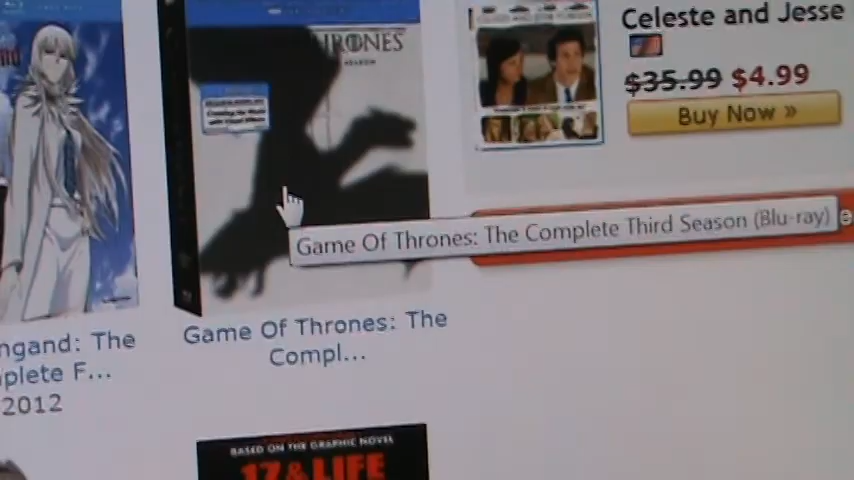 THRONES
SEASON
Celeste and Jesse
$35.99 $4.99
Buy Now »
Game Of Thrones: The Complete Third Season (Blu-ray)
e
Game Of Thrones: The
Compl...
ngand: The
plete F...
2012
BASED ON THE GRAPHIC NOVEL
17 & LIFE